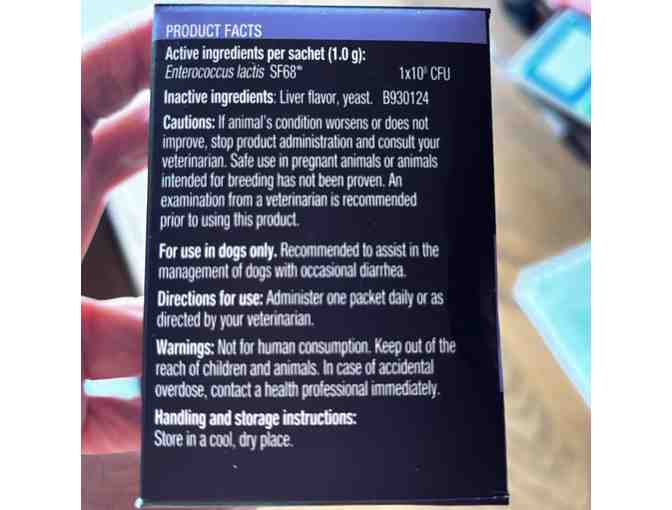 PRODUCT FACTS
Active ingredients per sachet (1.0 g):
Enterococcus lactis SF68® 1x10⁸ CFU
Inactive ingredients: Liver flavor, yeast. B930124
Cautions: If animal's condition worsens or does not
improve, stop product administration and consult your
veterinarian. Safe use in pregnant animals or animals
intended for breeding has not been proven. An
examination from a veterinarian is recommended
prior to using this product.
For use in dogs only. Recommended to assist in the
management of dogs with occasional diarrhea.
Directions for use: Administer one packet daily or as
directed by your veterinarian.
Warnings: Not for human consumption. Keep out of the
reach of children and animals. In case of accidental
overdose, contact a health professional immediately.
Handling and storage instructions:
Store in a cool, dry place.